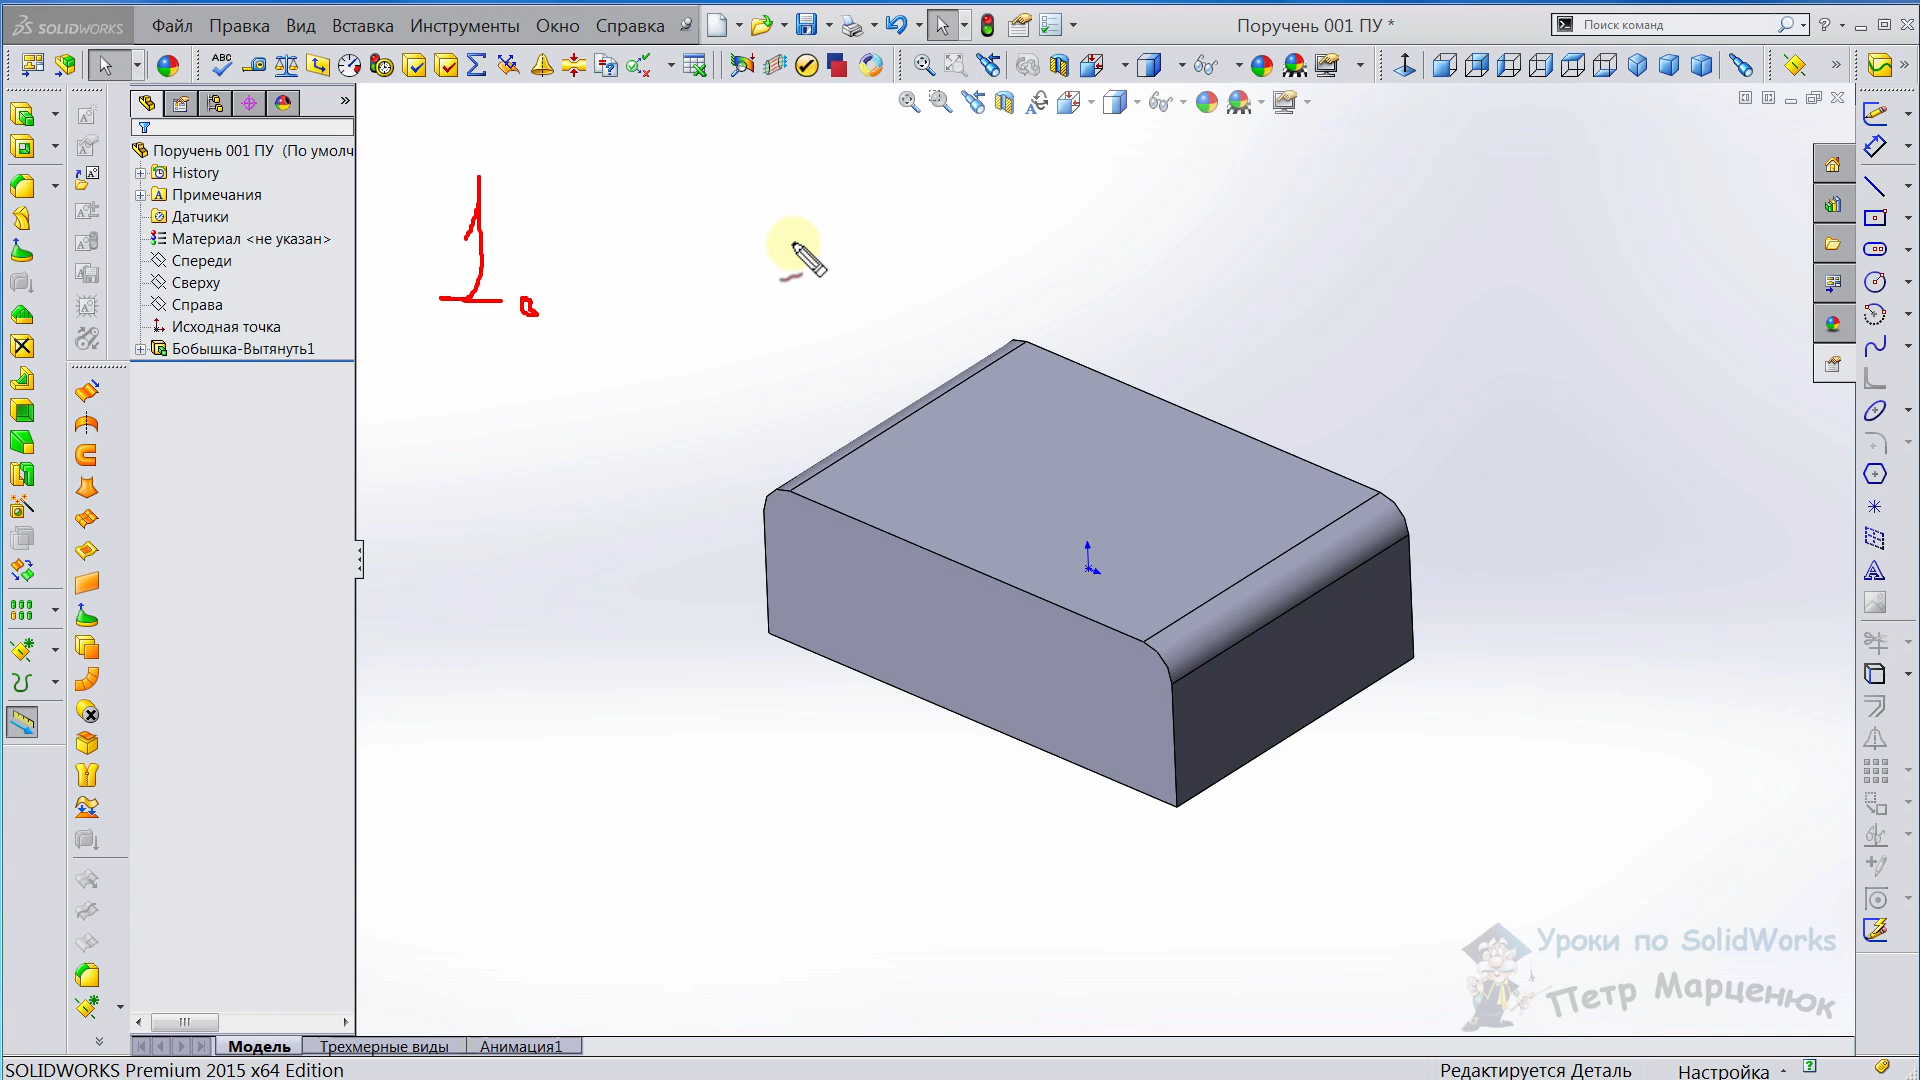 SOLIDWORKS
Файл Правка Вид Вставка Инструменты Окно Справка
Поручень 001 ПУ *
Поиск команд
Поручень 001 ПУ (По умолч
History
Примечания
Датчики
Материал <не указан>
Спереди
Сверху
Справа
Исходная точка
Бобышка-Вытянуть1
1.
Уроки по SolidWorks
Петр Марценюк
Модель Трехмерные виды Анимация1
SOLIDWORKS Premium 2015 x64 Edition
Редактируется Деталь
Настройка